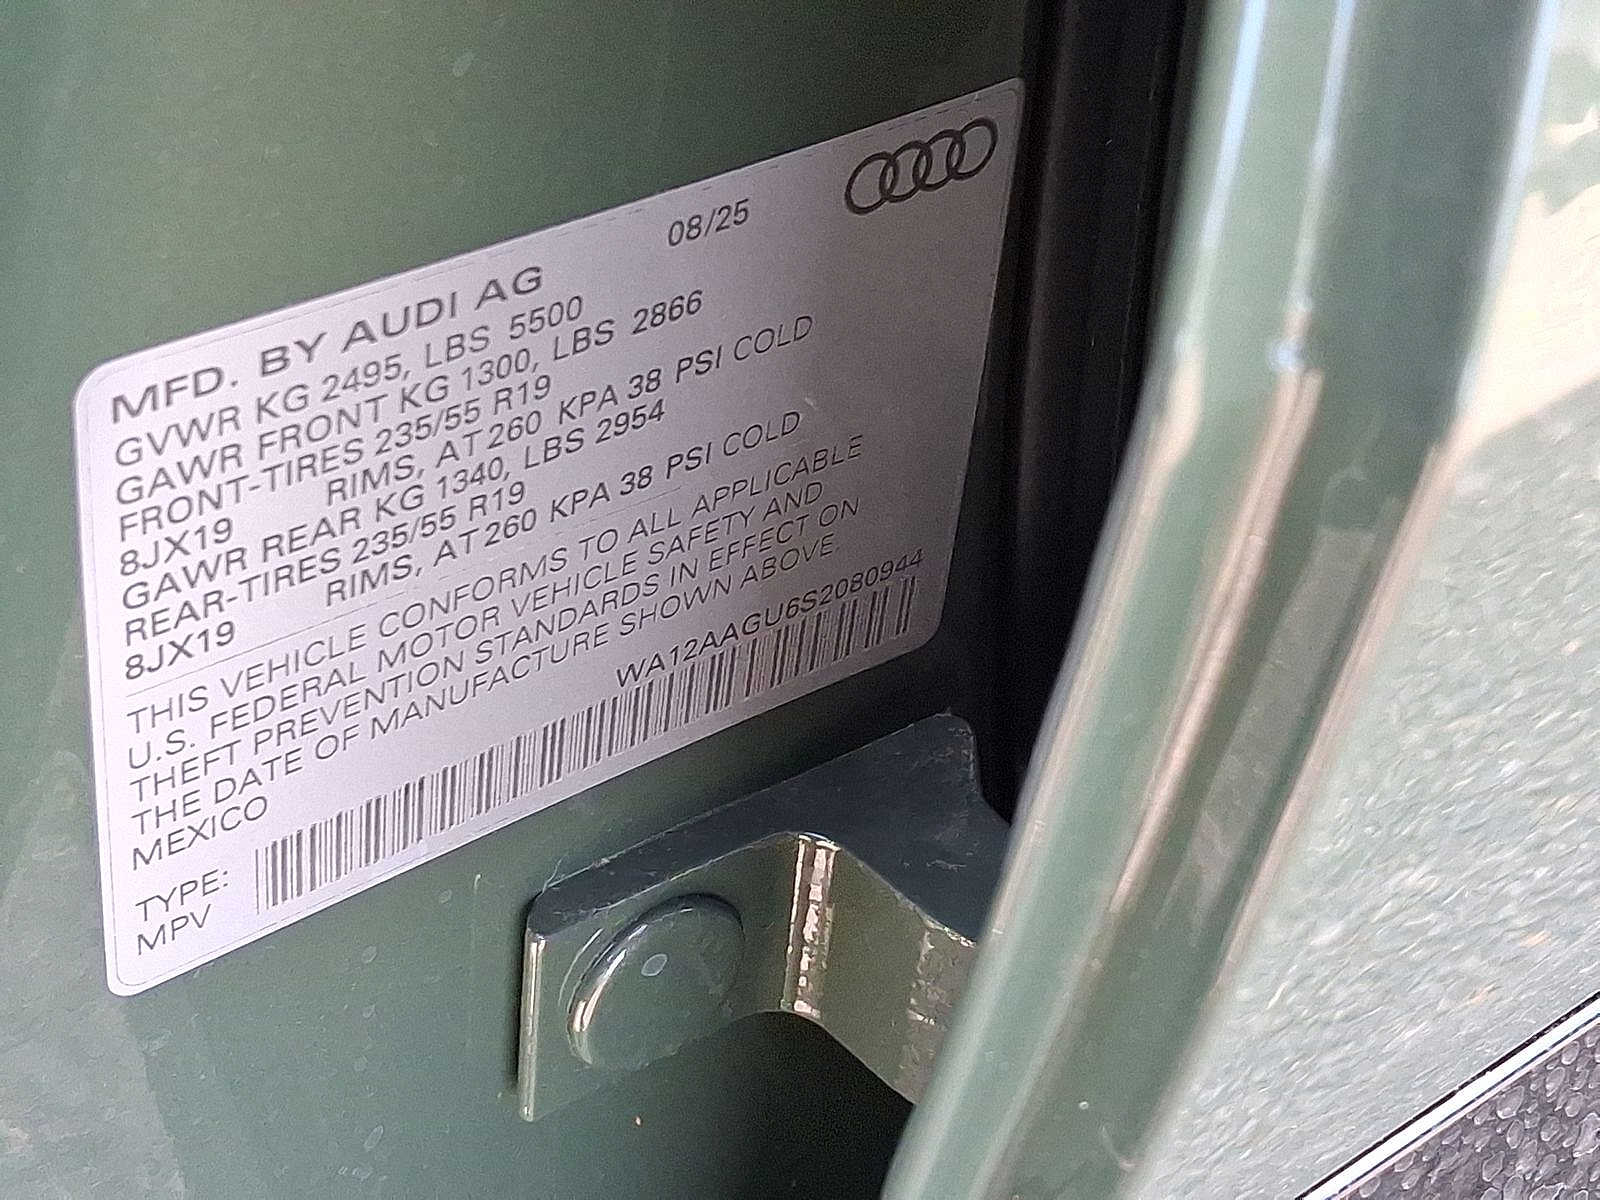 08/25
MFD. BY AUDI AG
GVWR KG 2495, LBS 5500
GAWR FRONT KG 1300, LBS 2866
FRONT-TIRES 235/55 R19
8JX19 RIMS, AT 260 KPA 38 PSI COLD
GAWR REAR KG 1340, LBS 2954
REAR-TIRES 235/55 R19
8JX19 RIMS, AT 260 KPA 38 PSI COLD
THIS VEHICLE CONFORMS TO ALL APPLICABLE
U.S. FEDERAL MOTOR VEHICLE SAFETY AND
THEFT PREVENTION STANDARDS IN EFFECT ON
THE DATE OF MANUFACTURE SHOWN ABOVE.
MEXICO WA12AAGU6S2080944
TYPE:
MPV